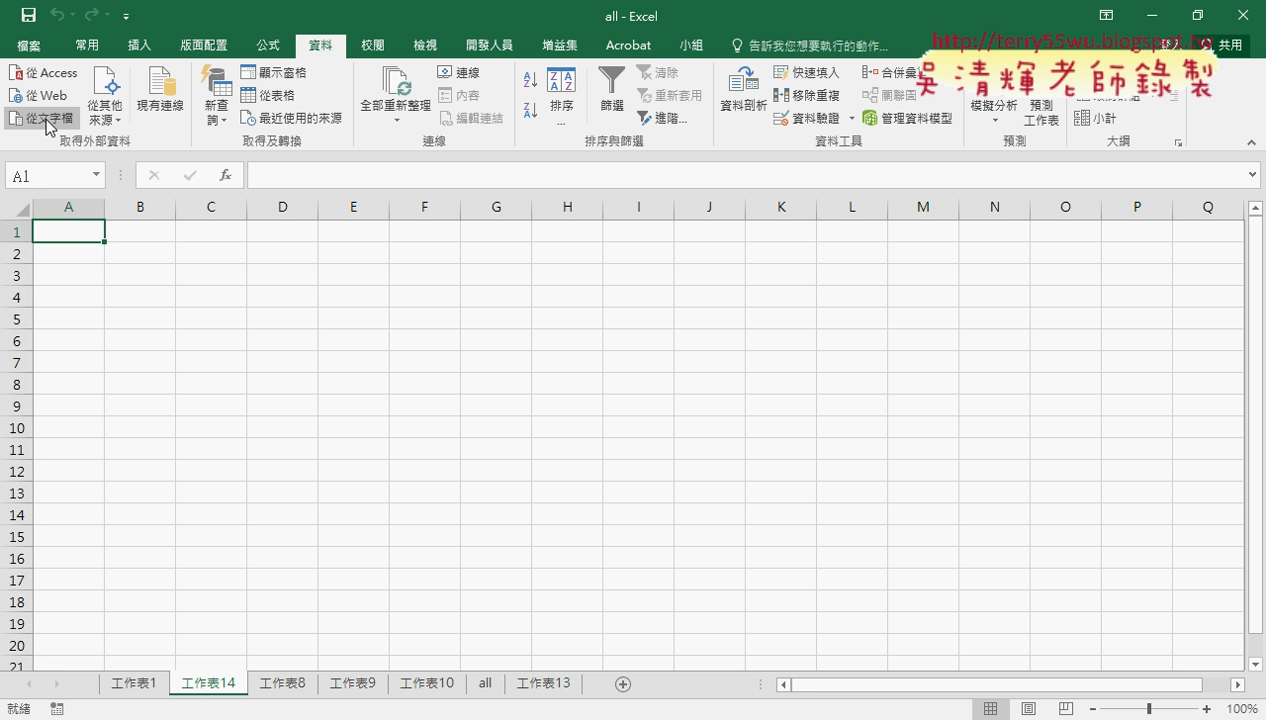 all - Excel
http://terry55wu.blogspot.tw
吳清輝老師錄製
檔案 常用 插入 版面配置 公式 資料 校閱 檢視 開發人員 增益集 Acrobat 小組 告訴我您想要執行的動作... 共用
從 Access
從 Web
從文字檔
從其他來源
現有連線
取得外部資料
新查詢
顯示窗格
從表格
最近使用的來源
取得及轉換
全部重新整理
連線
內容
編輯連結
連線
排序...
篩選
清除
重新套用
進階...
排序與篩選
資料剖析
快速填入
移除重複
資料驗證
合併彙
關聯圖
管理資料模型
資料工具
模擬分析
預測工作表
預測
小計
大綱
A1 fx
A B C D E F G H I J K L M N O P Q
1
2
3
4
5
6
7
8
9
10
11
12
13
14
15
16
17
18
19
20
21
工作表1 工作表14 工作表8 工作表9 工作表10 all 工作表13
就緒 100%